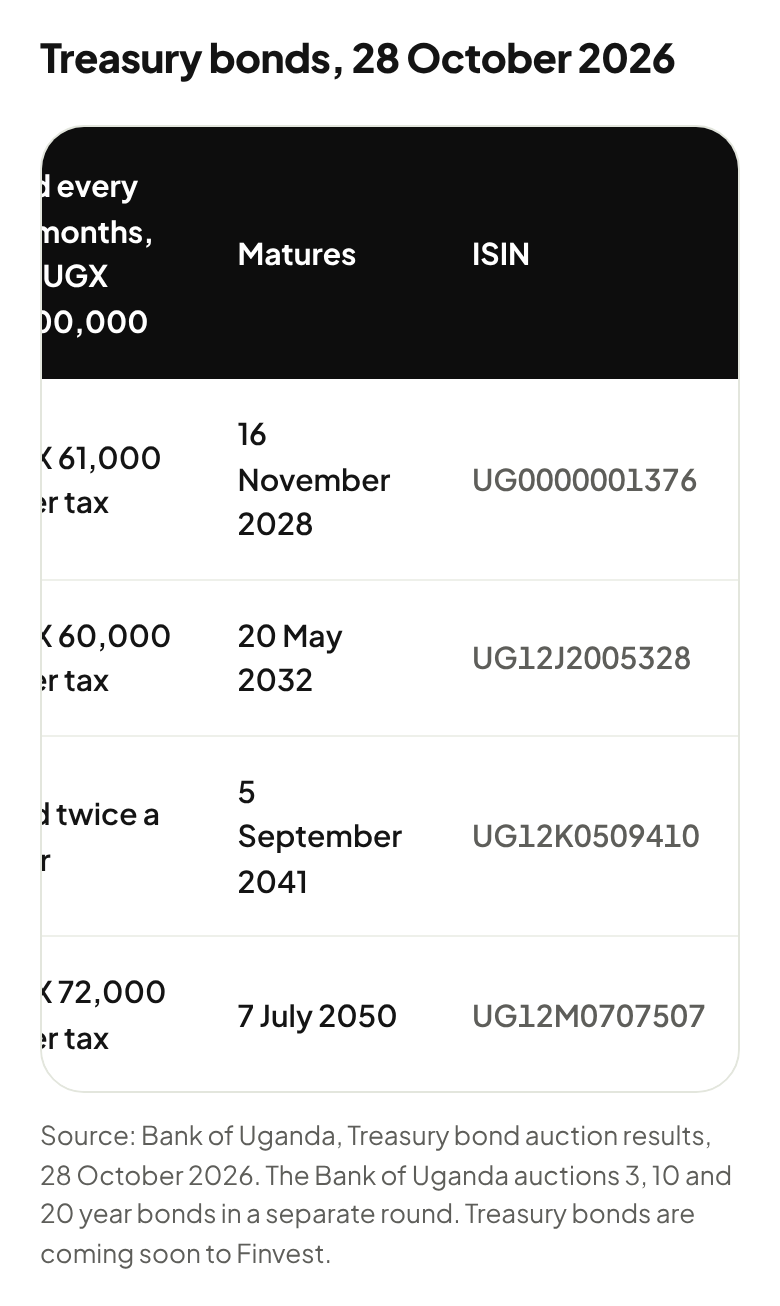 Treasury bonds, 28 October 2026
d every
months,
UGX
00,000
Matures
ISIN
X 61,000
er tax
16
November
2028
UG0000001376
X 60,000
er tax
20 May
2032
UG12J2005328
d twice a
r
5
September
2041
UG12K0509410
X 72,000
er tax
7 July 2050
UG12M0707507
Source: Bank of Uganda, Treasury bond auction results,
28 October 2026. The Bank of Uganda auctions 3, 10 and
20 year bonds in a separate round. Treasury bonds are
coming soon to Finvest.